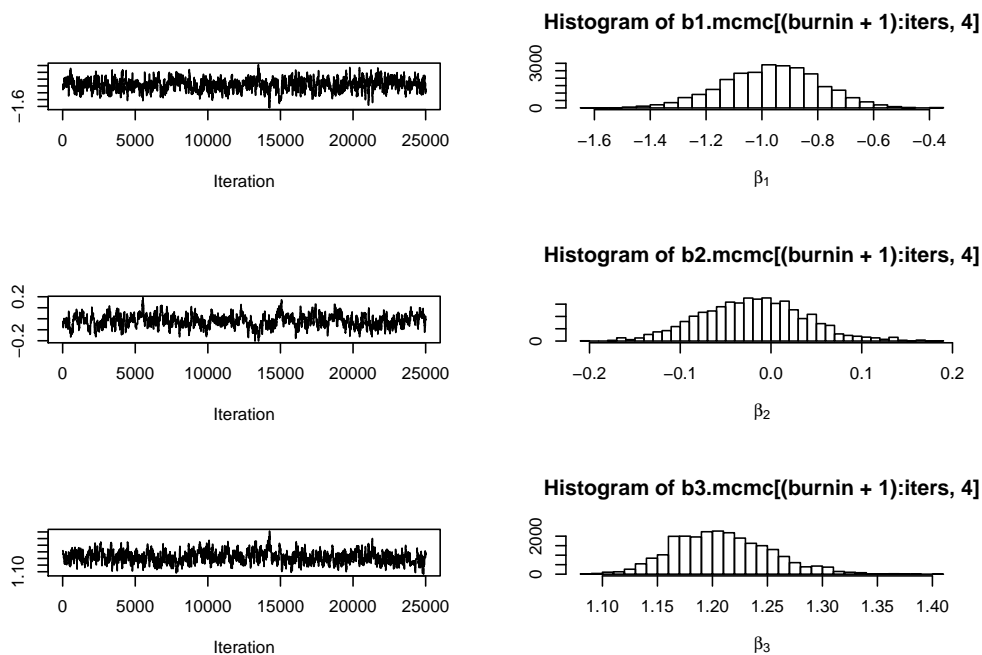 Histogram of b1.mcmc[(burnin + 1):iters, 4]
−1.6
0 5000 10000 15000 20000 25000
Iteration
0 3000
−1.6 −1.4 −1.2 −1.0 −0.8 −0.6 −0.4
β1
Histogram of b2.mcmc[(burnin + 1):iters, 4]
−0.2 0.2
0 5000 10000 15000 20000 25000
Iteration
0
−0.2 −0.1 0.0 0.1 0.2
β2
Histogram of b3.mcmc[(burnin + 1):iters, 4]
1.10
0 5000 10000 15000 20000 25000
Iteration
0 2000
1.10 1.15 1.20 1.25 1.30 1.35 1.40
β3